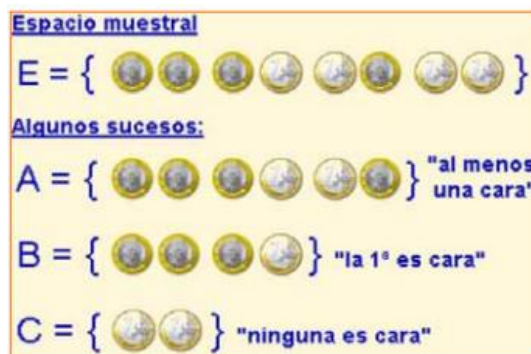 Espacio muestral
E = { }
Algunos sucesos:
A = { } "al menos
una cara"
B = { } "la 1ª es cara"
C = { } "ninguna es cara"